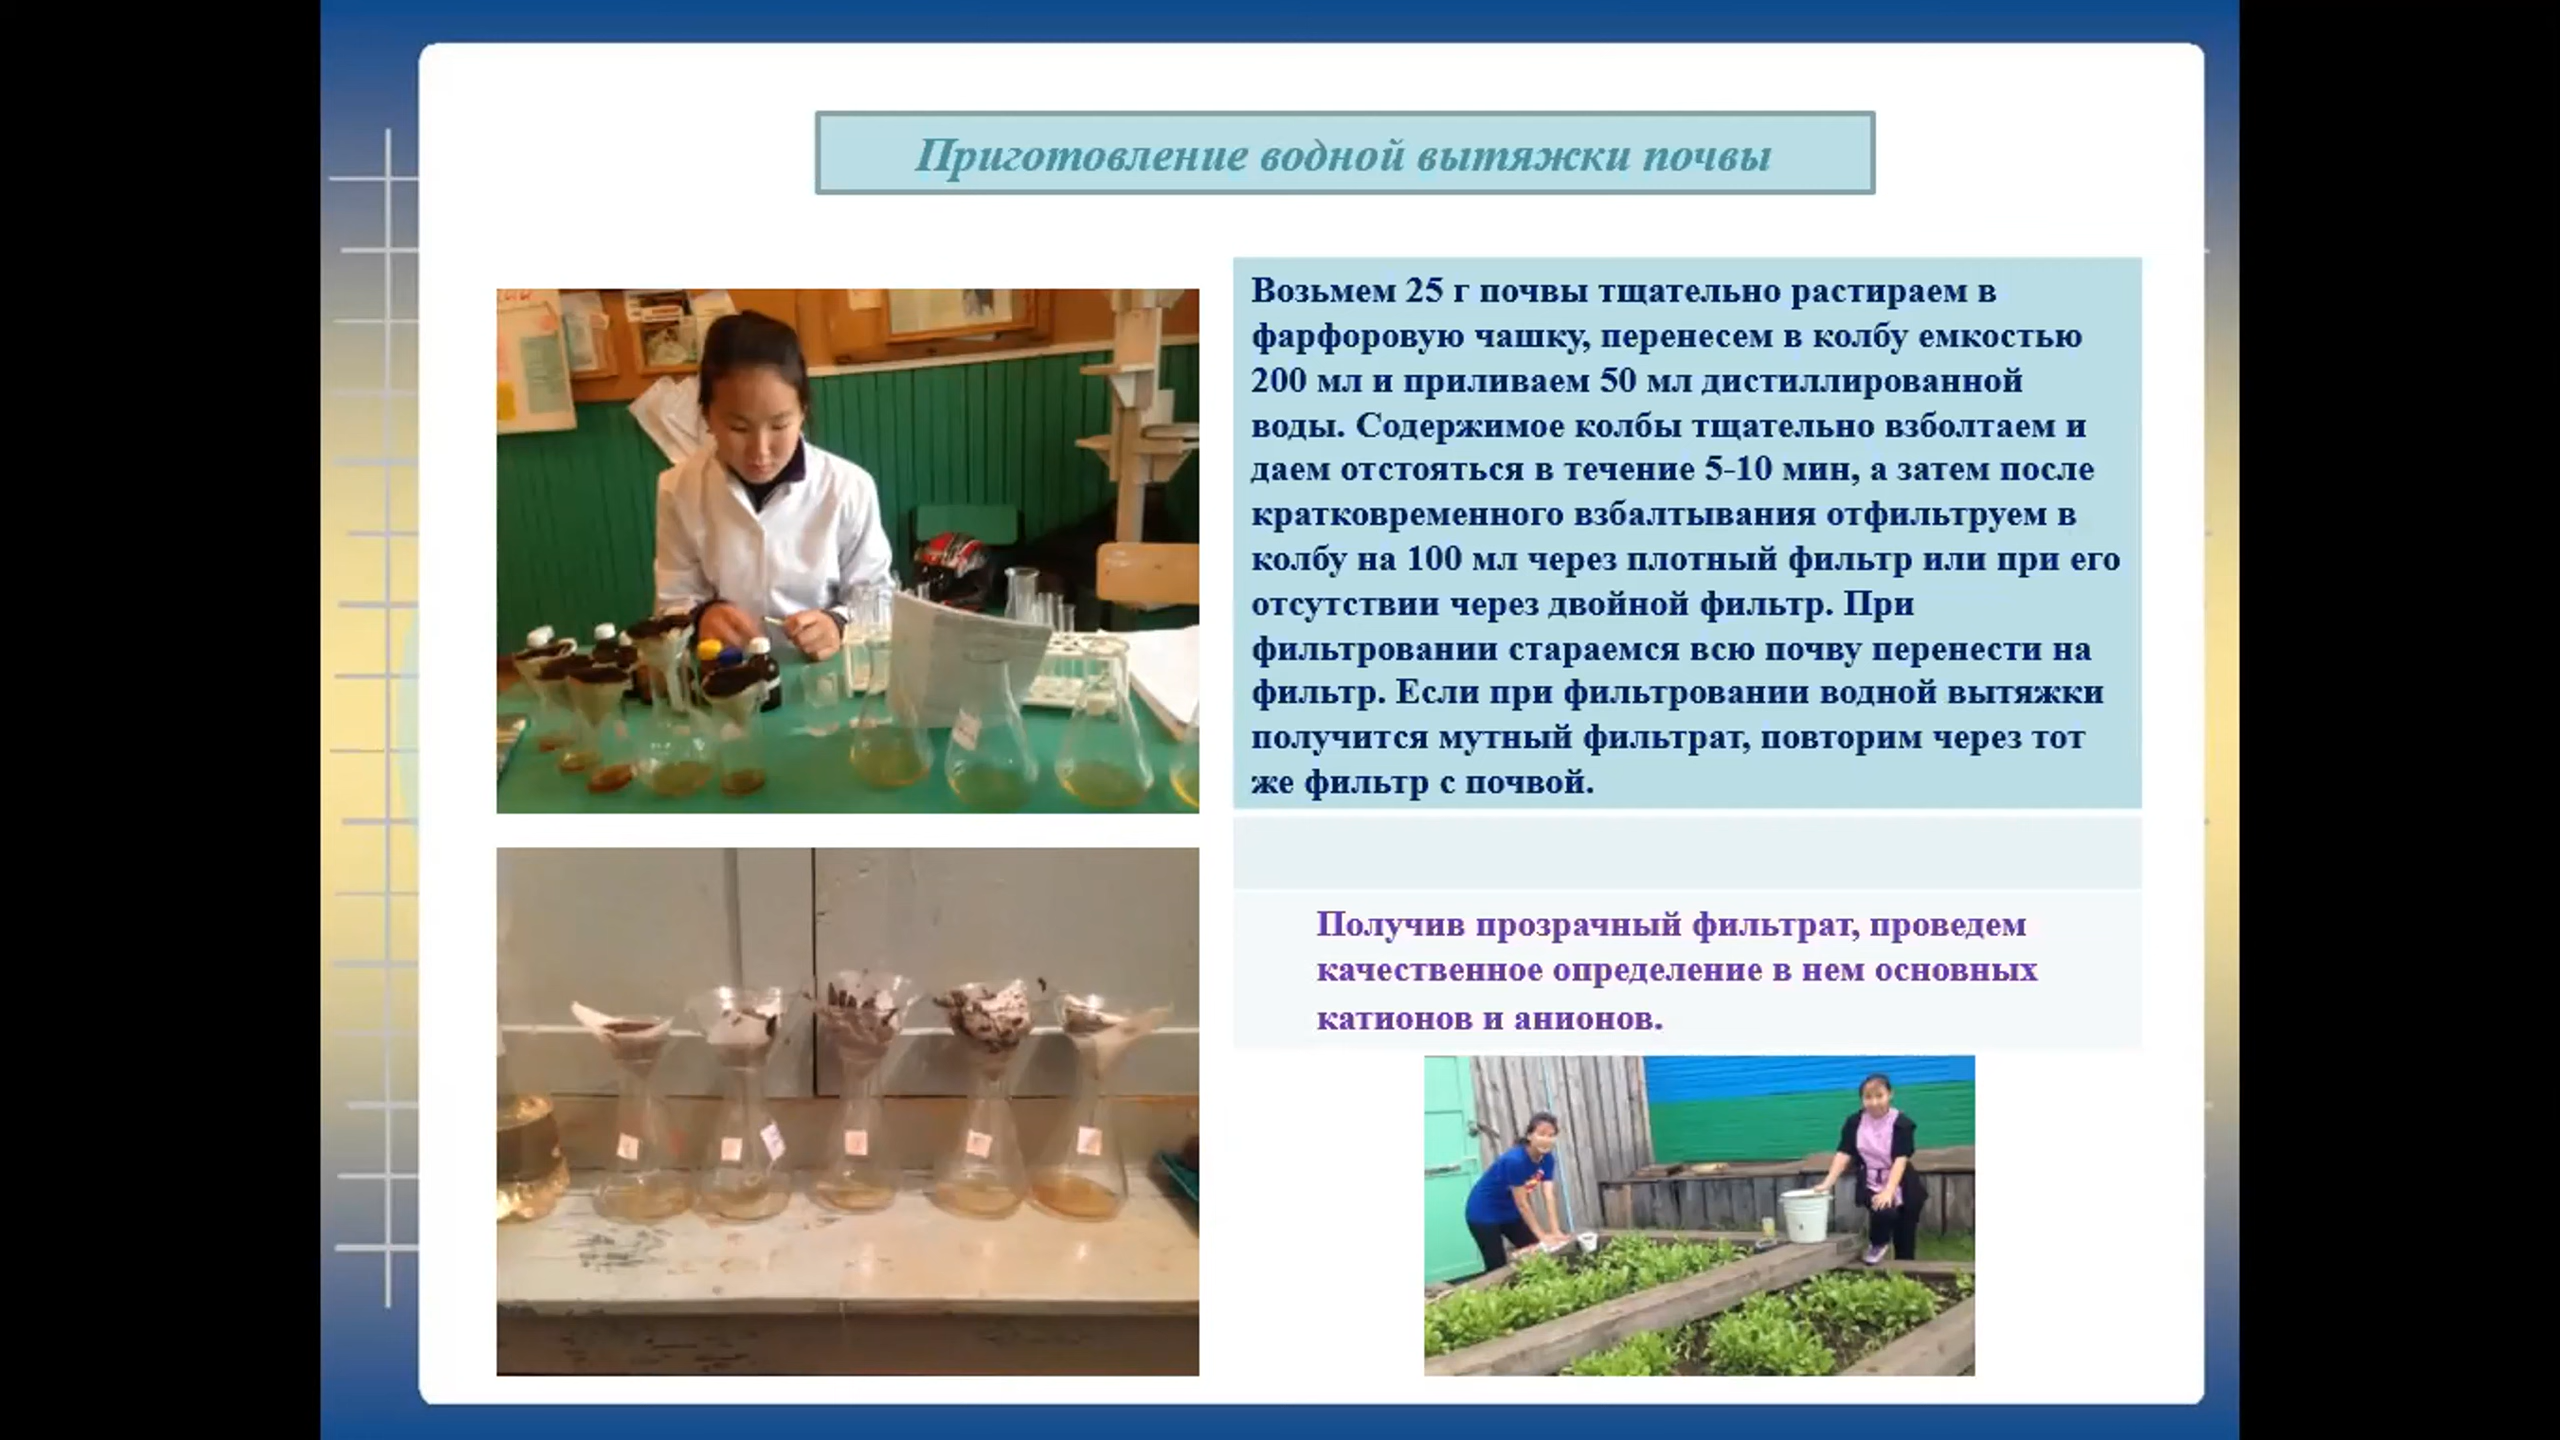 Приготовление водной вытяжки почвы
Возьмем 25 г почвы тщательно растираем в
фарфоровую чашку, перенесем в колбу емкостью
200 мл и приливаем 50 мл дистиллированной
воды. Содержимое колбы тщательно взболтаем и
даем отстояться в течение 5-10 мин, а затем после
кратковременного взбалтывания отфильтруем в
колбу на 100 мл через плотный фильтр или при его
отсутствии через двойной фильтр. При
фильтровании стараемся всю почву перенести на
фильтр. Если при фильтровании водной вытяжки
получится мутный фильтрат, повторим через тот
же фильтр с почвой.
Получив прозрачный фильтрат, проведем
качественное определение в нем основных
катионов и анионов.